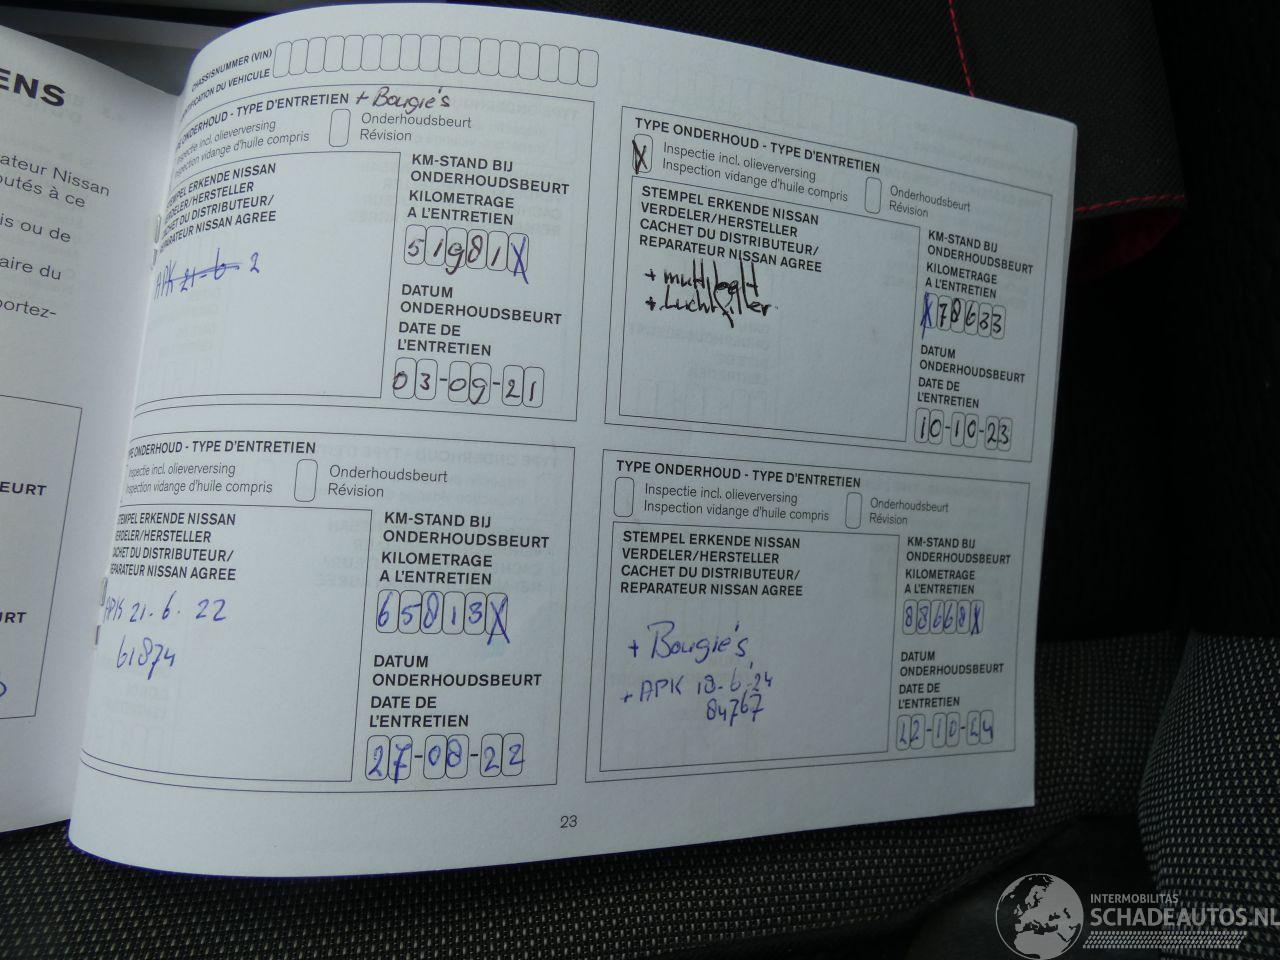 ENS
ateur Nissan
outés à ce
is ou de
aire du
portez-
EURT
URT
CHASSISNUMMER (VIN)
IDENTIFICATION DU VEHICULE
TYPE ONDERHOUD - TYPE D'ENTRETIEN + Bougie's
Inspectie incl. olieverversing
Inspection vidange d'huile compris
Onderhoudsbeurt
Révision
STEMPEL ERKENDE NISSAN
VERDELER/HERSTELLER
CACHET DU DISTRIBUTEUR/
REPARATEUR NISSAN AGREE
APK 21-6 2
KM-STAND BIJ
ONDERHOUDSBEURT
KILOMETRAGE
A L'ENTRETIEN
51981X
DATUM
ONDERHOUDSBEURT
DATE DE
L'ENTRETIEN
03-09-21
TYPE ONDERHOUD - TYPE D'ENTRETIEN
X Inspectie incl. olieverversing
Inspection vidange d'huile compris
Onderhoudsbeurt
Révision
STEMPEL ERKENDE NISSAN
VERDELER/HERSTELLER
CACHET DU DISTRIBUTEUR/
REPARATEUR NISSAN AGREE
+ Luchtfilter
KM-STAND BIJ
ONDERHOUDSBEURT
KILOMETRAGE
A L'ENTRETIEN
X78633
DATUM
ONDERHOUDSBEURT
DATE DE
L'ENTRETIEN
10-10-23
TYPE ONDERHOUD - TYPE D'ENTRETIEN
Inspectie incl. olieverversing
Inspection vidange d'huile compris
Onderhoudsbeurt
Révision
STEMPEL ERKENDE NISSAN
VERDELER/HERSTELLER
CACHET DU DISTRIBUTEUR/
REPARATEUR NISSAN AGREE
APK 21.6.22
61874
KM-STAND BIJ
ONDERHOUDSBEURT
KILOMETRAGE
A L'ENTRETIEN
65813X
DATUM
ONDERHOUDSBEURT
DATE DE
L'ENTRETIEN
27-08-22
TYPE ONDERHOUD - TYPE D'ENTRETIEN
Inspectie incl. olieverversing
Inspection vidange d'huile compris
Onderhoudsbeurt
Révision
STEMPEL ERKENDE NISSAN
VERDELER/HERSTELLER
CACHET DU DISTRIBUTEUR/
REPARATEUR NISSAN AGREE
+ Bougie's
+ APK 18.6.24
84767
KM-STAND BIJ
ONDERHOUDSBEURT
KILOMETRAGE
A L'ENTRETIEN
88668X
DATUM
ONDERHOUDSBEURT
DATE DE
L'ENTRETIEN
22-10-24
23
INTERMOBILITAS
SCHADEAUTOS.NL